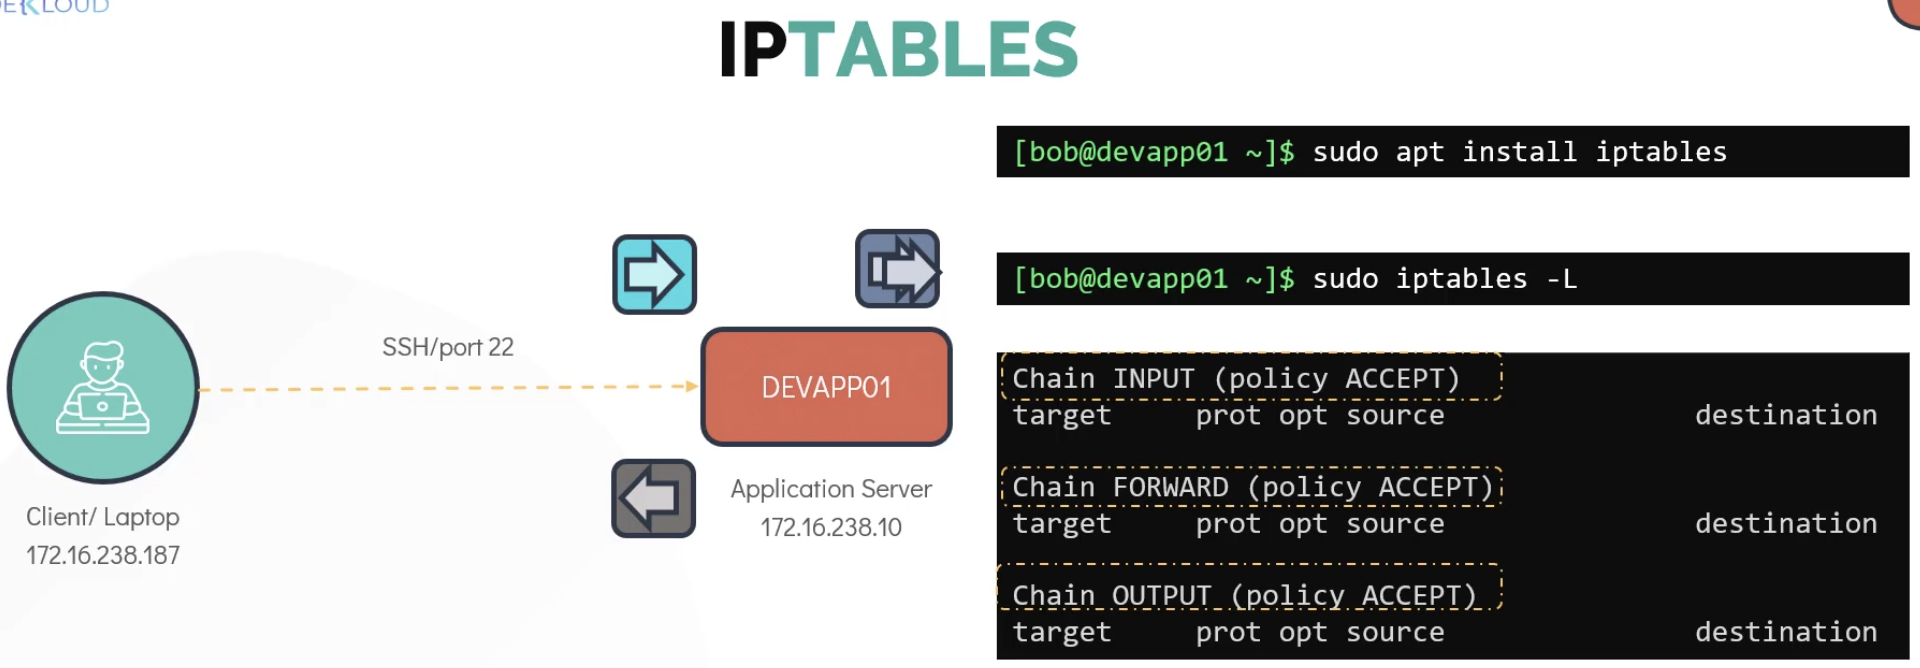 KLOUD
IPTABLES
[bob@devapp01 ~]$ sudo apt install iptables
[bob@devapp01 ~]$ sudo iptables -L
SSH/port 22
DEVAPP01
Client/ Laptop
172.16.238.187
Application Server
172.16.238.10
Chain INPUT (policy ACCEPT)
target     prot opt source               destination
Chain FORWARD (policy ACCEPT)
target     prot opt source               destination
Chain OUTPUT (policy ACCEPT)
target     prot opt source               destination